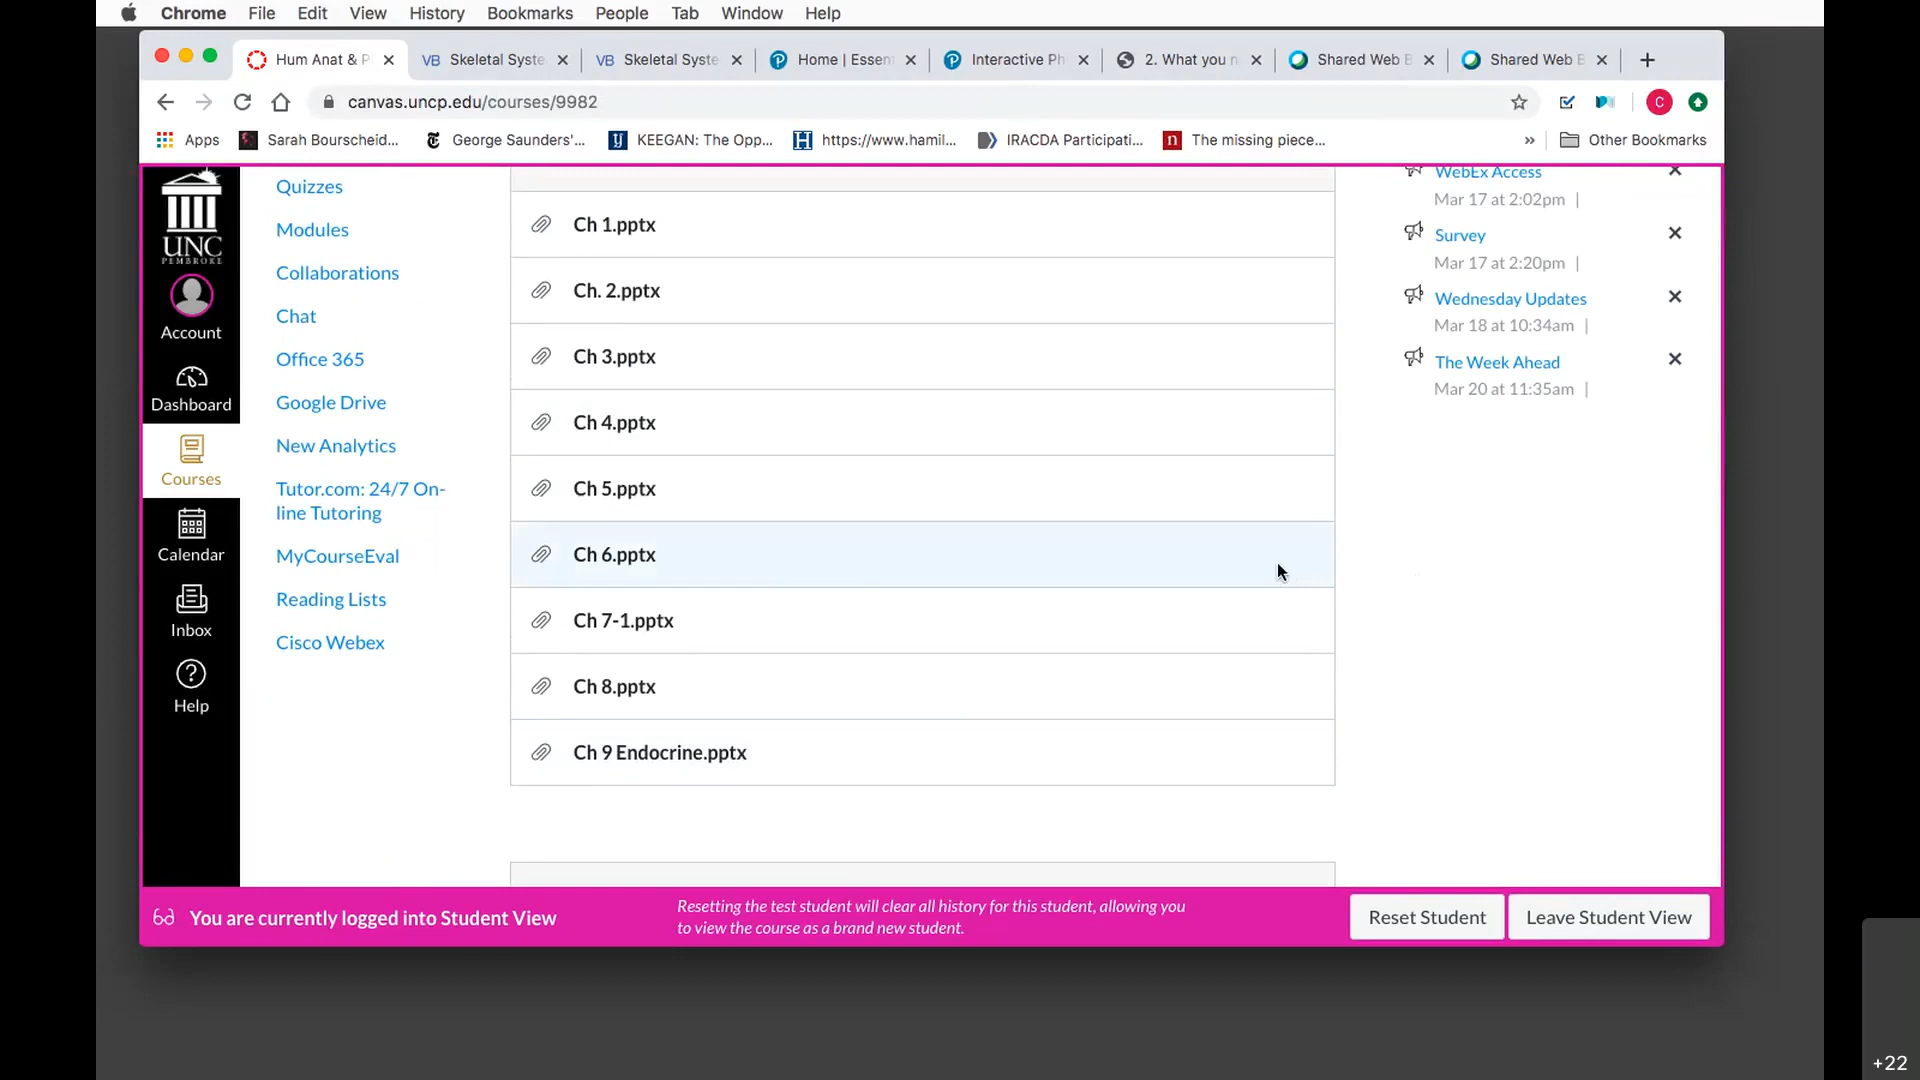 Chrome File Edit View History Bookmarks People Tab Window Help
Hum Anat & P
VB Skeletal Syste
VB Skeletal Syste
Home | Essen
Interactive Ph
2. What you n
Shared Web B
Shared Web B
canvas.uncp.edu/courses/9982
C
Apps
Sarah Bourscheid...
George Saunders'...
KEEGAN: The Opp...
https://www.hamil...
IRACDA Participati...
The missing piece...
»
Other Bookmarks
UNC
PEMBROKE
Account
Dashboard
Courses
Calendar
Inbox
Help
Quizzes
Modules
Collaborations
Chat
Office 365
Google Drive
New Analytics
Tutor.com: 24/7 On-
line Tutoring
MyCourseEval
Reading Lists
Cisco Webex
Ch 1.pptx
Ch. 2.pptx
Ch 3.pptx
Ch 4.pptx
Ch 5.pptx
Ch 6.pptx
Ch 7-1.pptx
Ch 8.pptx
Ch 9 Endocrine.pptx
WebEx Access
Mar 17 at 2:02pm |
Survey
Mar 17 at 2:20pm |
Wednesday Updates
Mar 18 at 10:34am |
The Week Ahead
Mar 20 at 11:35am |
You are currently logged into Student View
Resetting the test student will clear all history for this student, allowing you
to view the course as a brand new student.
Reset Student
Leave Student View
+22